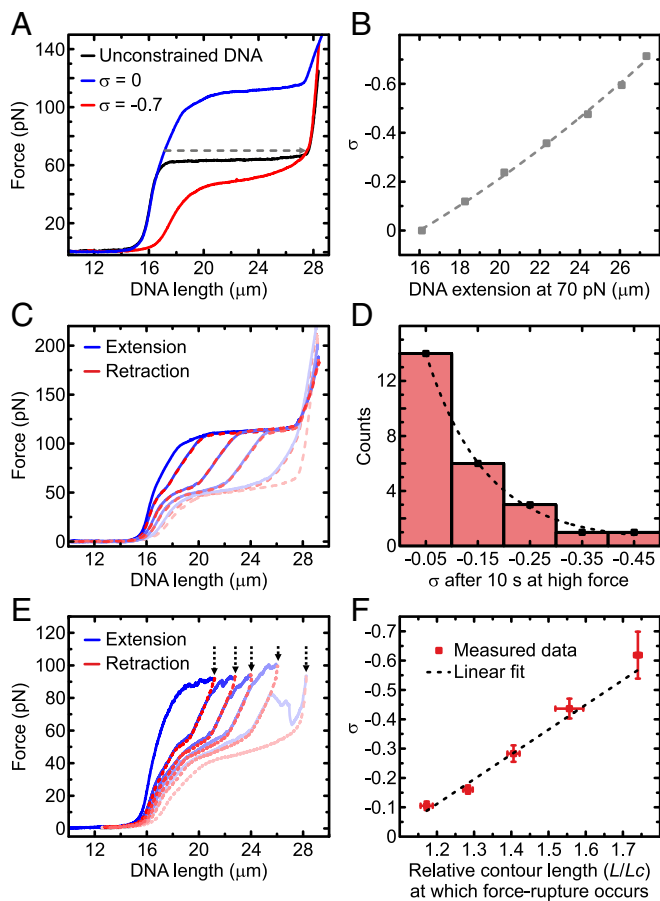 A
Force (pN)
140
100
60
20
Unconstrained DNA
σ = 0
σ = -0.7
12 16 20 24 28
DNA length (μm)
B
σ
-0.6
-0.4
-0.2
0
16 18 20 22 24 26
DNA extension at 70 pN (μm)
C
Force (pN)
200
150
100
50
0
Extension
Retraction
12 16 20 24 28
DNA length (μm)
D
Counts
12
8
4
0
-0.05 -0.15 -0.25 -0.35 -0.45
σ after 10 s at high force
E
Force (pN)
120
100
80
60
40
20
0
Extension
Retraction
12 16 20 24 28
DNA length (μm)
F
σ
-0.7
-0.6
-0.5
-0.4
-0.3
-0.2
-0.1
0
Measured data
Linear fit
1.2 1.3 1.4 1.5 1.6 1.7
Relative contour length (L/Lc)
at which force-rupture occurs